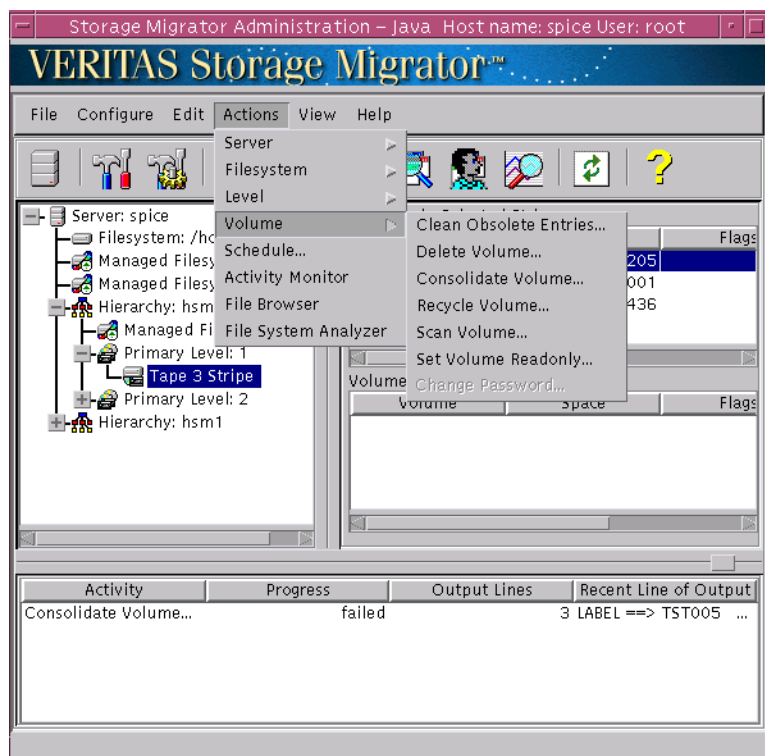 Storage Migrator Administration – Java Host name: spice User: root
VERITAS Storage Migrator™
File Configure Edit Actions View Help
Server
Filesystem
Level
Volume
Schedule...
Activity Monitor
File Browser
File System Analyzer
Clean Obsolete Entries...
Delete Volume...
Consolidate Volume...
Recycle Volume...
Scan Volume...
Set Volume Readonly...
Change Password...
Server: spice
Filesystem: /h
Managed Filesy
Managed Filesy
Hierarchy: hsm
Managed Fi
Primary Level: 1
Tape 3 Stripe
Primary Level: 2
Hierarchy: hsm1
Flags
205
001
436
Volume
Volume Space Flags
Activity Progress Output Lines Recent Line of Output
Consolidate Volume... failed 3 LABEL ==> TST005 ...